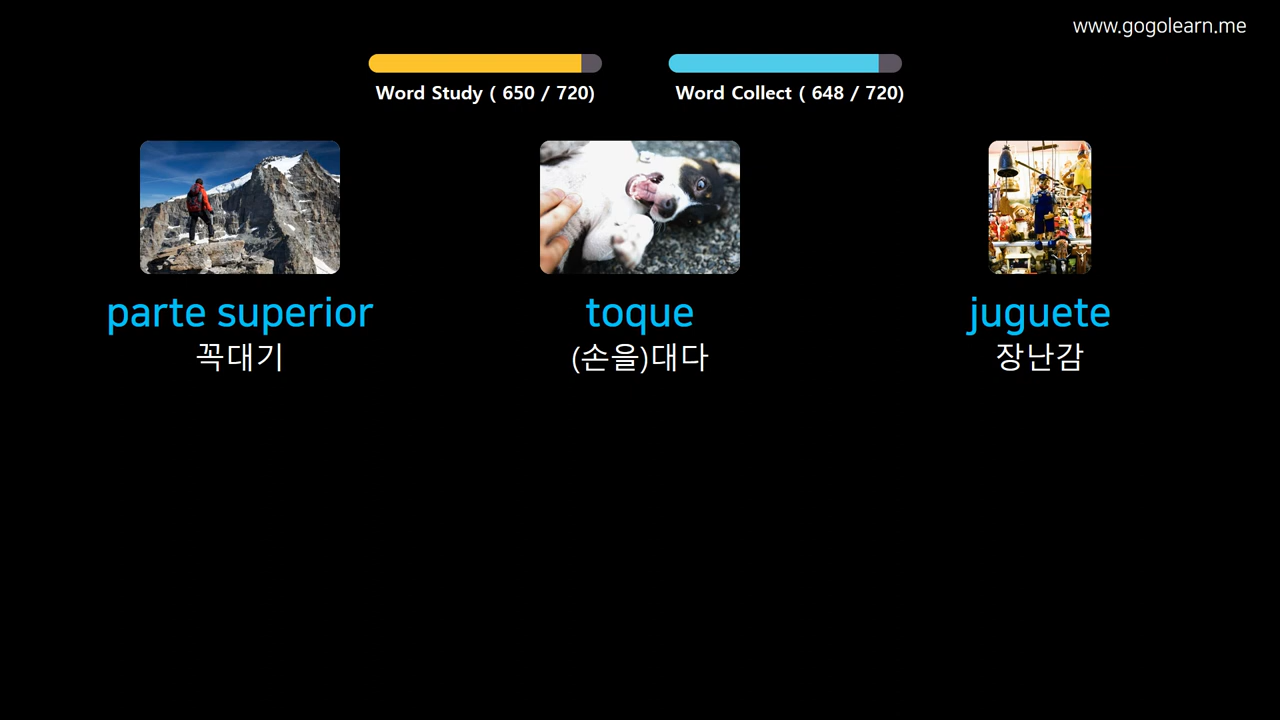 www.gogolearn.me
Word Study ( 650 / 720)
Word Collect ( 648 / 720)
parte superior
꼭대기
toque
(손을)대다
juguete
장난감